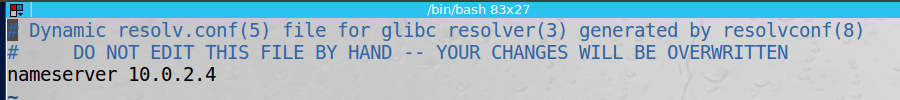 /bin/bash 83x27
# Dynamic resolv.conf(5) file for glibc resolver(3) generated by resolvconf(8)
#     DO NOT EDIT THIS FILE BY HAND -- YOUR CHANGES WILL BE OVERWRITTEN
nameserver 10.0.2.4
~